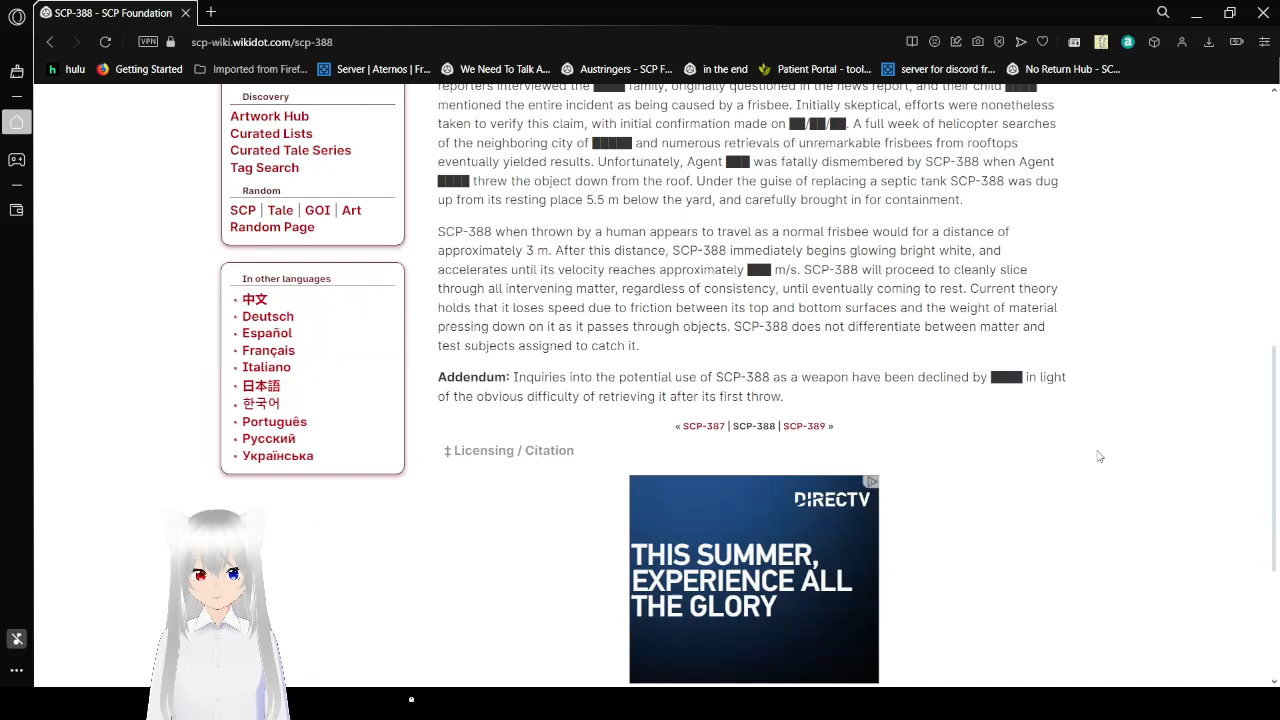 SCP-388 - SCP Foundation
VPN
scp-wiki.wikidot.com/scp-388
hulu
Getting Started
Imported from Firef...
Server | Aternos | Fr...
We Need To Talk A...
Austringers - SCP F...
in the end
Patient Portal - tool...
server for discord fr...
No Return Hub - SC...
Discovery
Artwork Hub
Curated Lists
Curated Tale Series
Tag Search
Random
SCP | Tale | GOI | Art
Random Page
In other languages
中文
Deutsch
Español
Français
Italiano
日本語
한국어
Português
Русский
Українська
reporters interviewed the ████ family, originally questioned in the news report, and their child ████
mentioned the entire incident as being caused by a frisbee. Initially skeptical, efforts were nonetheless
taken to verify this claim, with initial confirmation made on ██/██/██. A full week of helicopter searches
of the neighboring city of █████ and numerous retrievals of unremarkable frisbees from rooftops
eventually yielded results. Unfortunately, Agent ███ was fatally dismembered by SCP-388 when Agent
████ threw the object down from the roof. Under the guise of replacing a septic tank SCP-388 was dug
up from its resting place 5.5 m below the yard, and carefully brought in for containment.
SCP-388 when thrown by a human appears to travel as a normal frisbee would for a distance of
approximately 3 m. After this distance, SCP-388 immediately begins glowing bright white, and
accelerates until its velocity reaches approximately ███ m/s. SCP-388 will proceed to cleanly slice
through all intervening matter, regardless of consistency, until eventually coming to rest. Current theory
holds that it loses speed due to friction between its top and bottom surfaces and the weight of material
pressing down on it as it passes through objects. SCP-388 does not differentiate between matter and
test subjects assigned to catch it.
Addendum: Inquiries into the potential use of SCP-388 as a weapon have been declined by ████ in light
of the obvious difficulty of retrieving it after its first throw.
« SCP-387 | SCP-388 | SCP-389 »
‡ Licensing / Citation
DIRECTV
THIS SUMMER,
EXPERIENCE ALL
THE GLORY